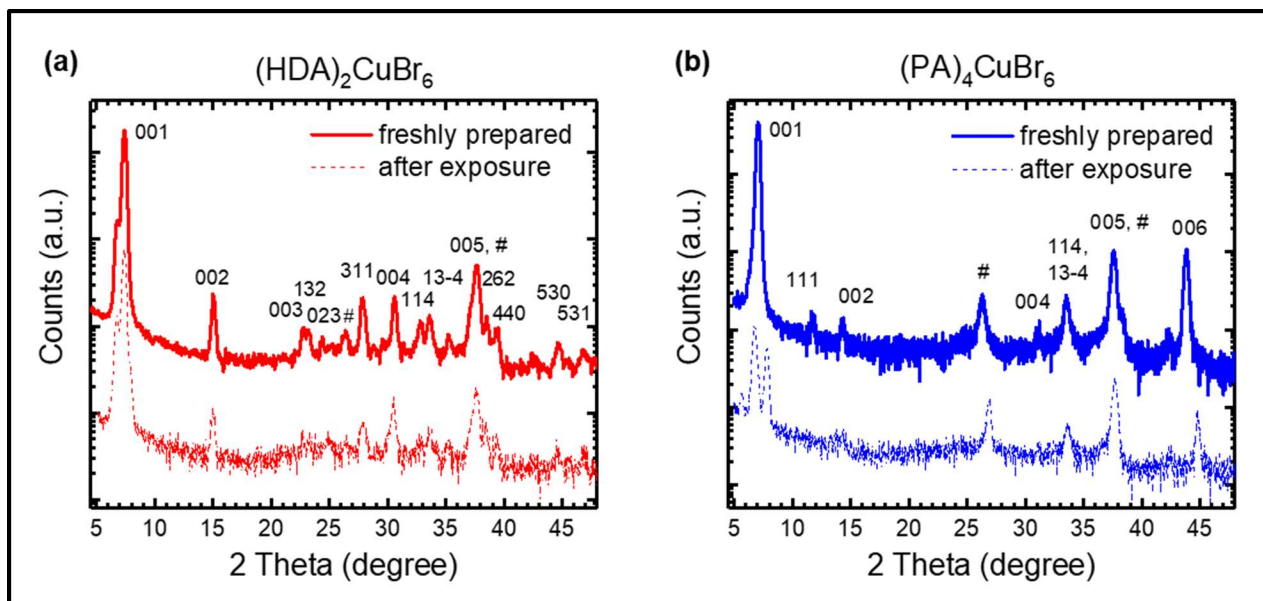 (a)
(HDA)₂CuBr₆
freshly prepared
after exposure
Counts (a.u.)
001
002
003
132
023#
311
004
114
13-4
005, #
262
440
530
531
5 10 15 20 25 30 35 40 45
2 Theta (degree)
(b)
(PA)₄CuBr₆
freshly prepared
after exposure
Counts (a.u.)
001
111
002
#
004
114,
13-4
005, #
006
5 10 15 20 25 30 35 40 45
2 Theta (degree)